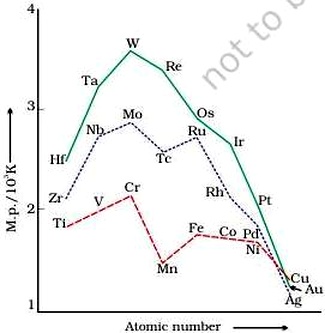 4
not to b
W
Ta
Re
3
Mo
Os
Nb
Ru
Hf
Tc
Ir
Zr
Rh
Pt
2
Cr
V
Ti
Fe
Co
Pd
Ni
Mn
Cu
Au
Ag
1
M.p./10³K
Atomic number